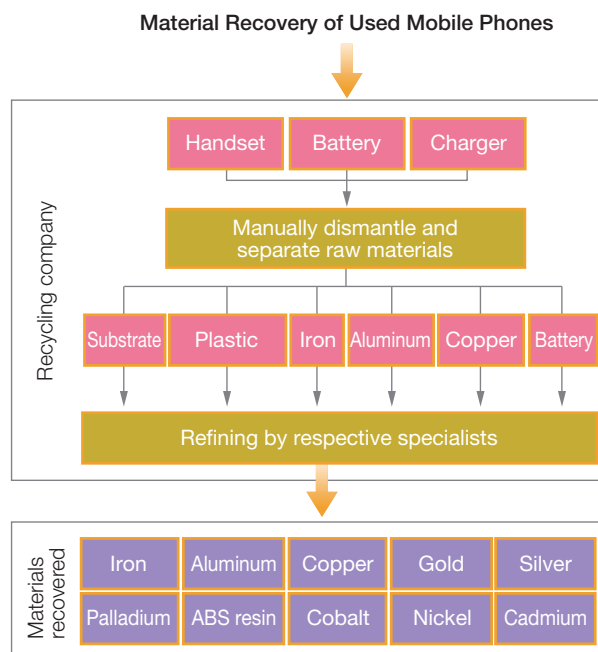 Material Recovery of Used Mobile Phones
Recycling company
Handset Battery Charger
Manually dismantle and
separate raw materials
Substrate Plastic Iron Aluminum Copper Battery
Refining by respective specialists
Materials
recovered
Iron Aluminum Copper Gold Silver
Palladium ABS resin Cobalt Nickel Cadmium